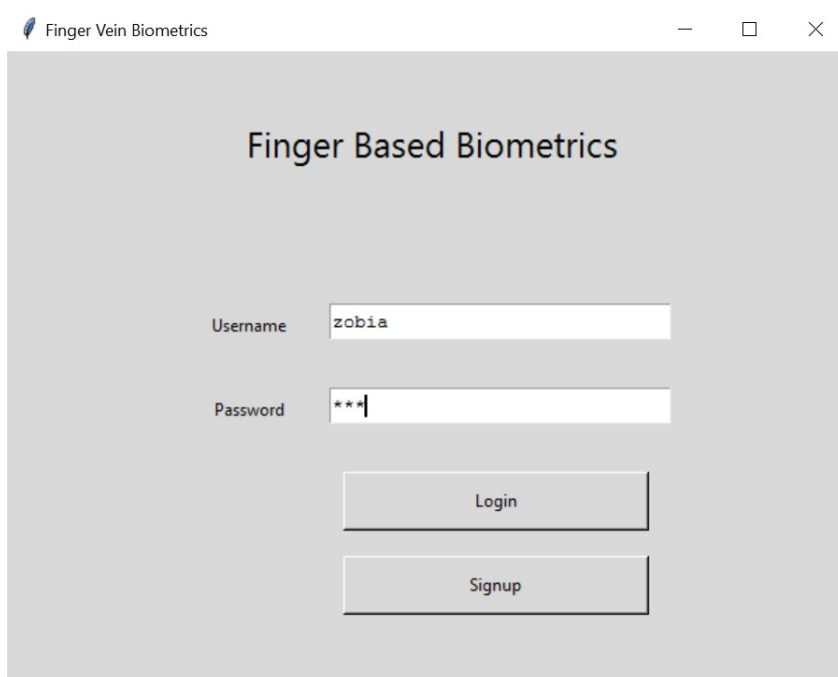 Finger Vein Biometrics
Finger Based Biometrics
Username zobia
Password ***
Login
Signup